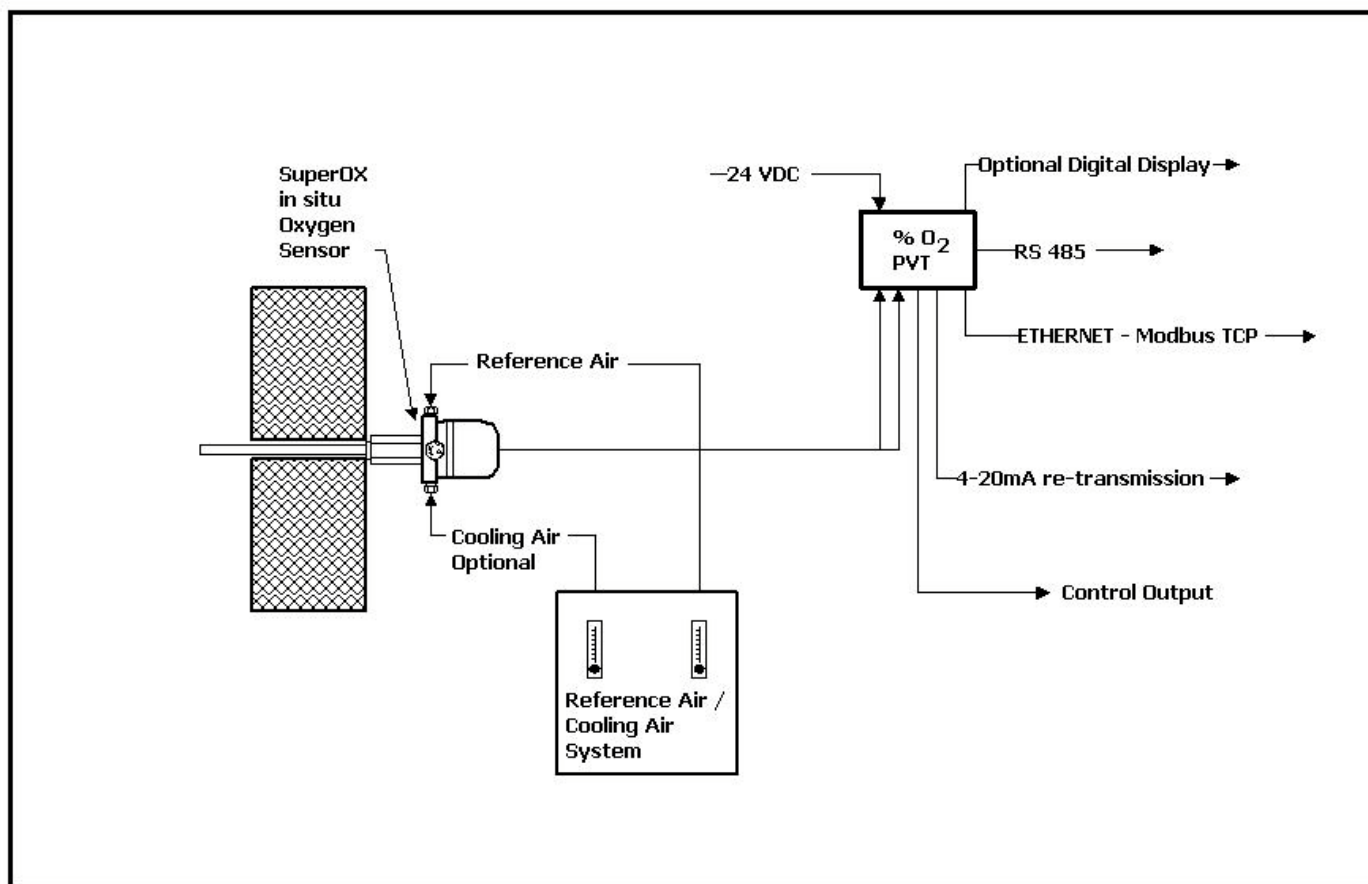 SuperOX
in situ
Oxygen
Sensor
24 VDC
Optional Digital Display
% O2
PVT
RS 485
ETHERNET - Modbus TCP
Reference Air
4-20mA re-transmission
Cooling Air
Optional
Control Output
Reference Air /
Cooling Air
System